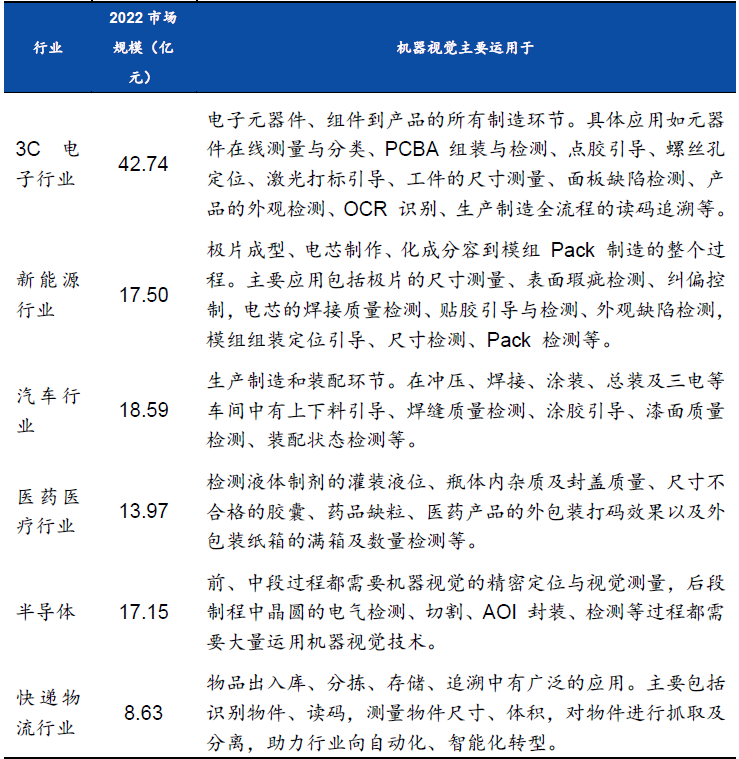 行业
2022 市场
规模（亿
元）
机器视觉主要运用于
3C 电
子行业
42.74
电子元器件、组件到产品的所有制造环节。具体应用如元器
件在线测量与分类、PCBA 组装与检测、点胶引导、螺丝孔
定位、激光打标引导、工件的尺寸测量、面板缺陷检测、产
品的外观检测、OCR 识别、生产制造全流程的读码追溯等。
新能源
行业
17.50
极片成型、电芯制作、化成分容到模组 Pack 制造的整个过
程。主要应用包括极片的尺寸测量、表面瑕疵检测、纠偏控
制，电芯的焊接质量检测、贴胶引导与检测、外观缺陷检测，
模组组装定位引导、尺寸检测、Pack 检测等。
汽车行
业
18.59
生产制造和装配环节。在冲压、焊接、涂装、总装及三电等
车间中有上下料引导、焊缝质量检测、涂胶引导、漆面质量
检测、装配状态检测等。
医药医
疗行业
13.97
检测液体制剂的灌装液位、瓶体内杂质及封盖质量、尺寸不
合格的胶囊、药品缺粒、医药产品的外包装打码效果以及外
包装纸箱的满箱及数量检测等。
半导体
17.15
前、中段过程都需要机器视觉的精密定位与视觉测量，后段
制程中晶圆的电气检测、切割、AOI 封装、检测等过程都需
要大量运用机器视觉技术。
快递物
流行业
8.63
物品出入库、分拣、存储、追溯中有广泛的应用。主要包括
识别物件、读码，测量物件尺寸、体积，对物件进行抓取及
分离，助力行业向自动化、智能化转型。